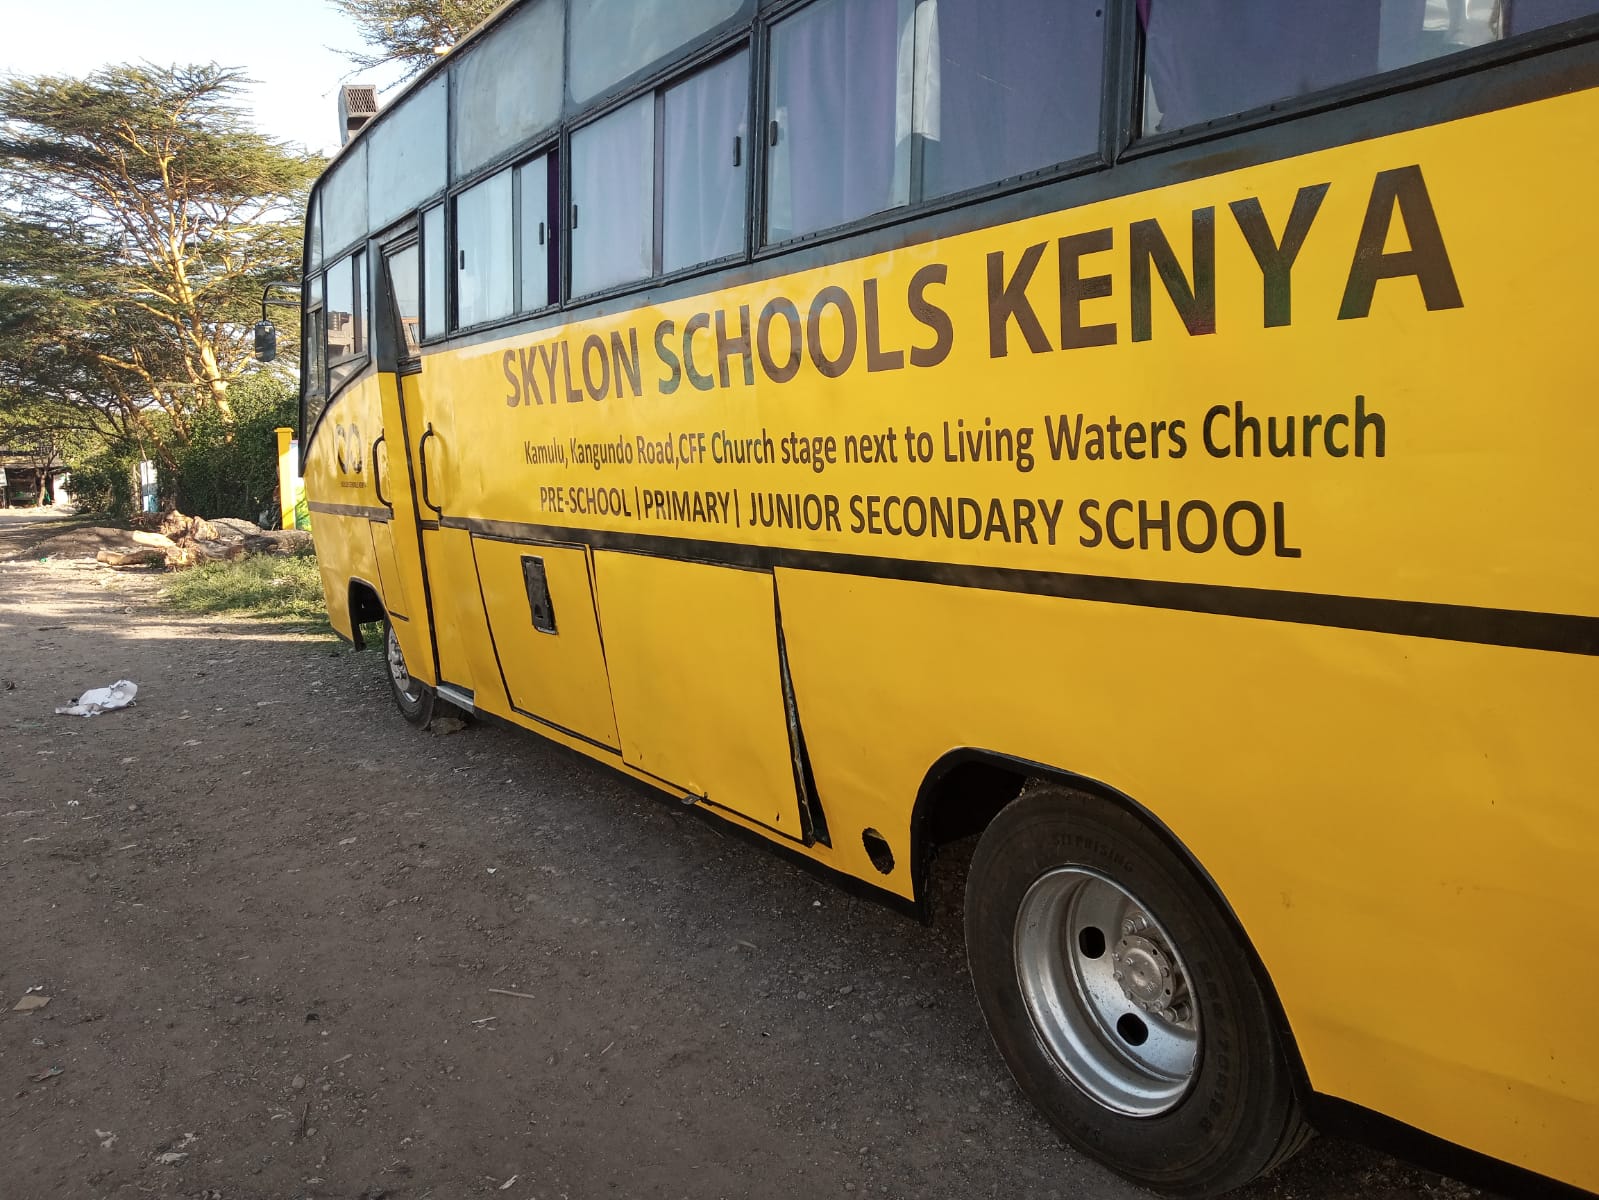 SKYLON SCHOOLS KENYA
Kamulu, Kangundo Road,CFF Church stage next to Living Waters Church
PRE-SCHOOL | PRIMARY | JUNIOR SECONDARY SCHOOL